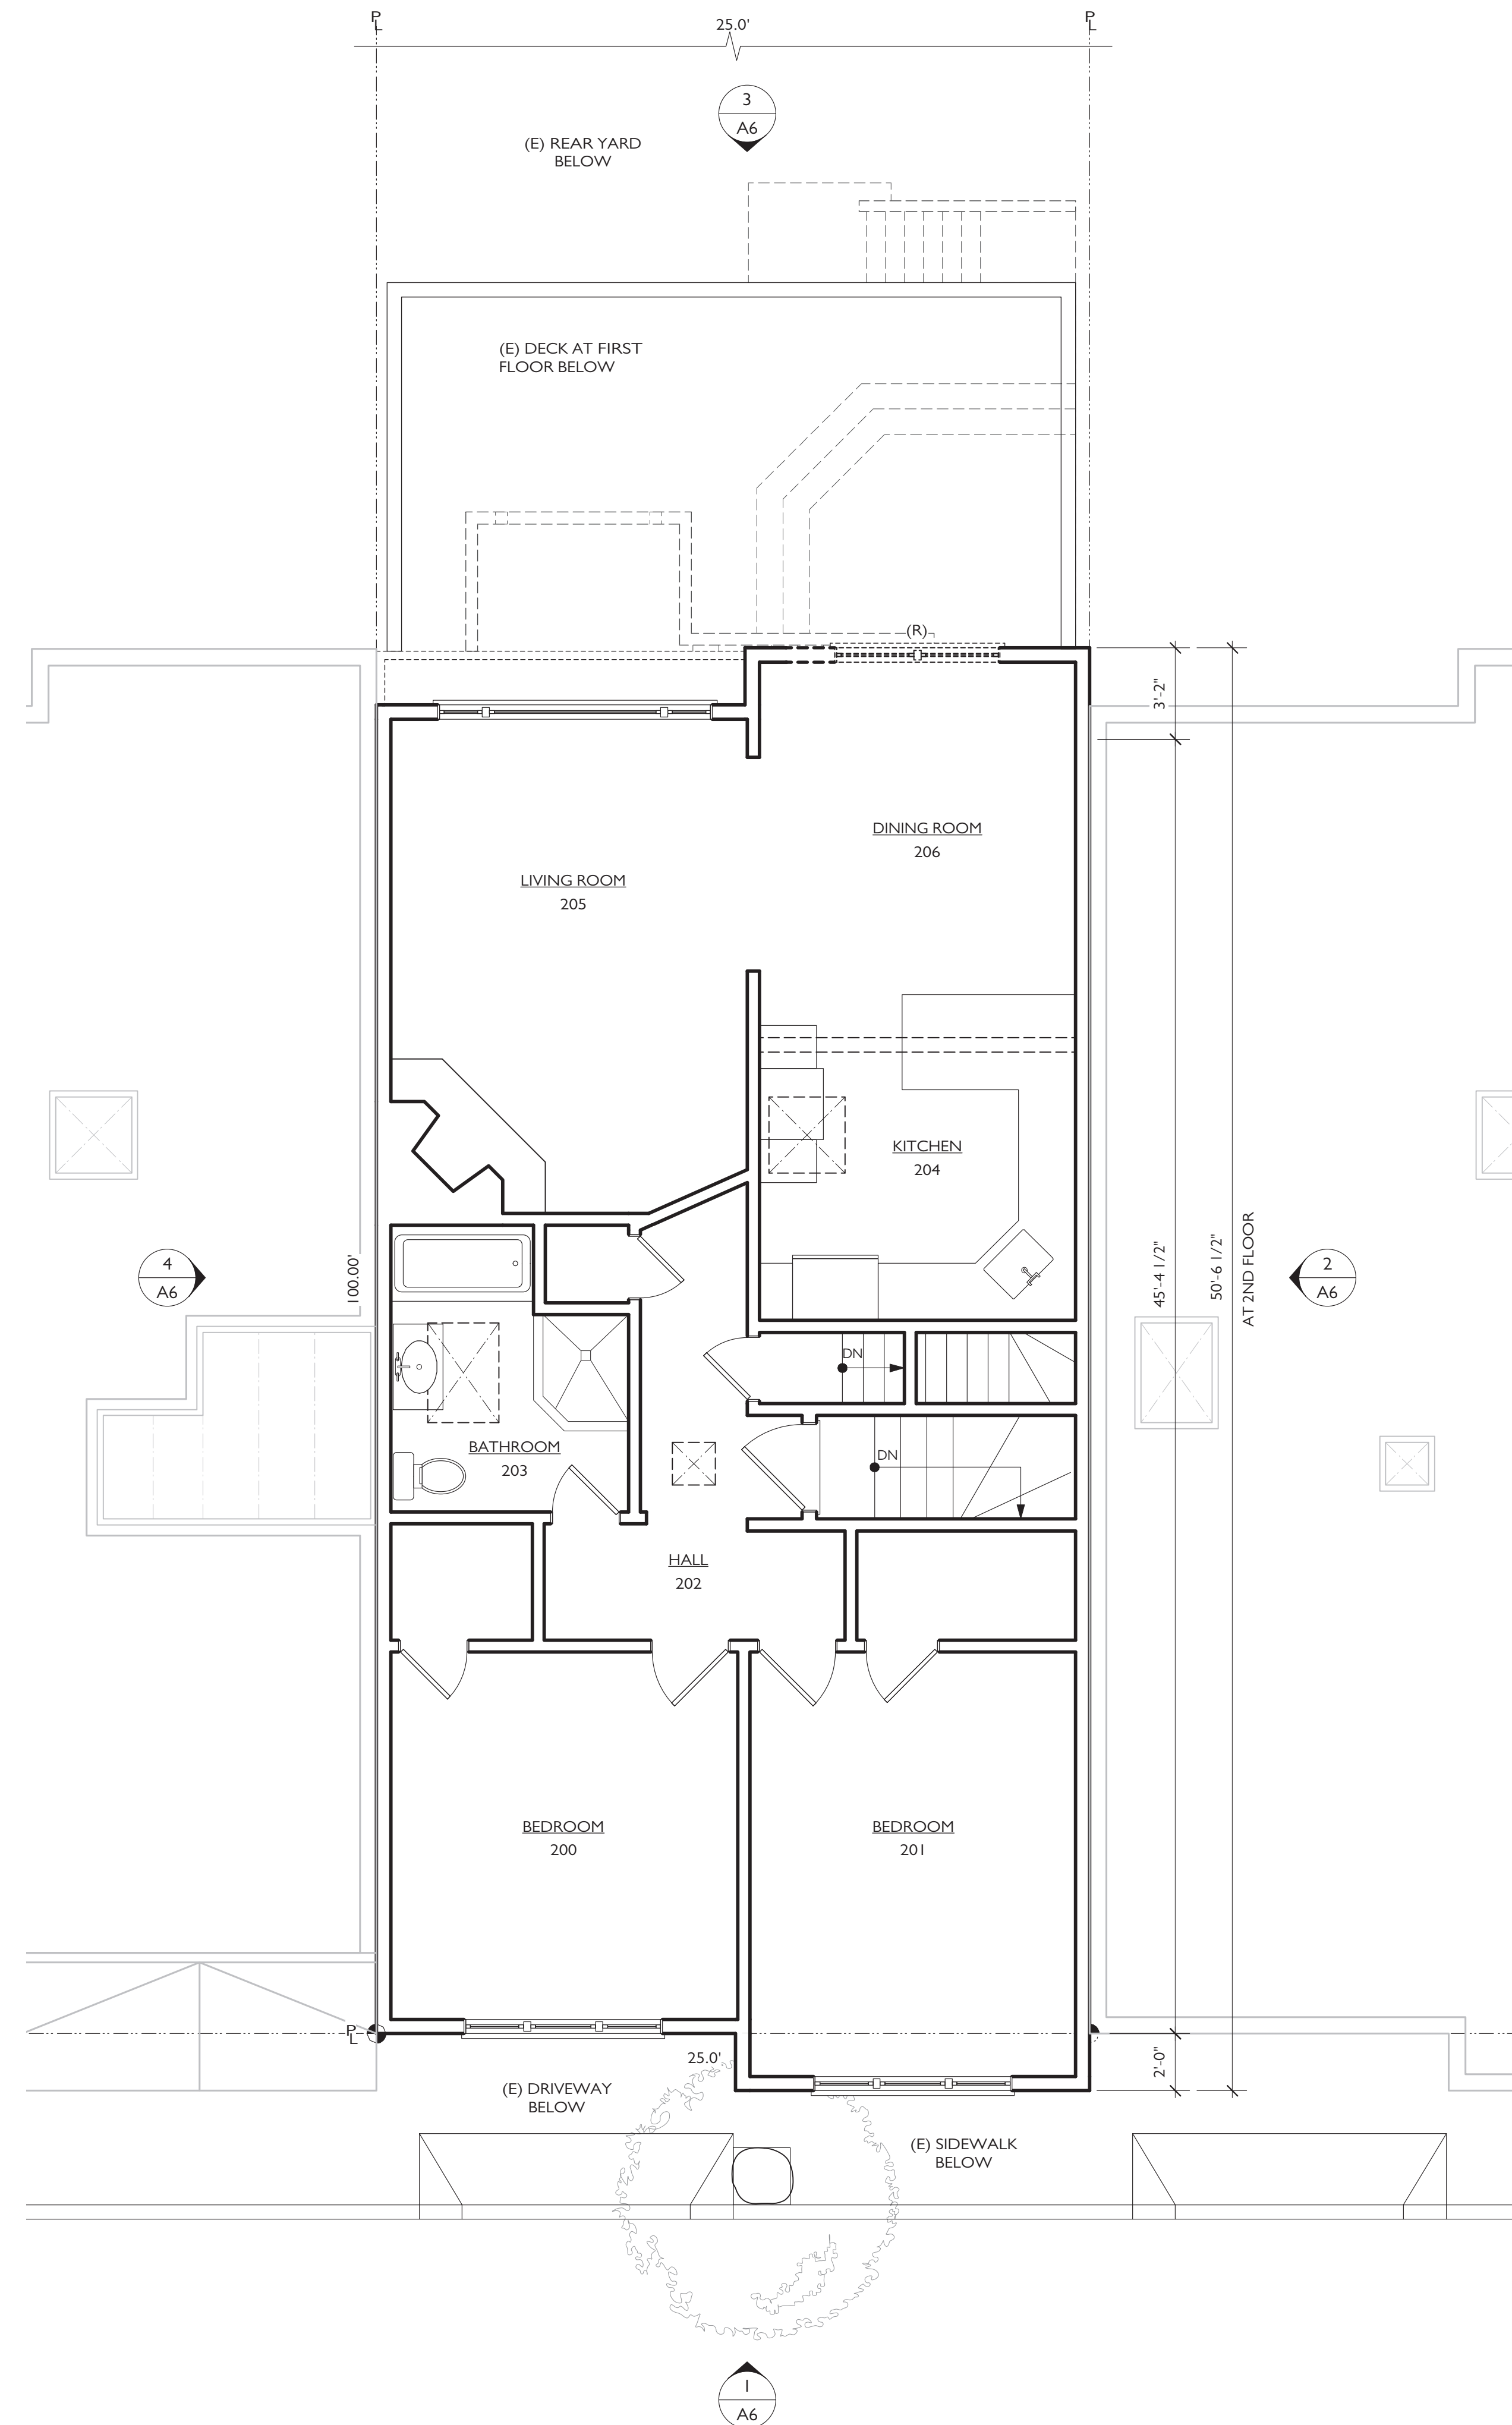 PL
25.0'
PL
3
A6
(E) REAR YARD
BELOW
(E) DECK AT FIRST
FLOOR BELOW
(R)
3'-2"
DINING ROOM
206
LIVING ROOM
205
KITCHEN
204
4
A6
100.00'
45'-4 1/2"
50'-6 1/2"
AT 2ND FLOOR
2
A6
DN
BATHROOM
203
DN
HALL
202
BEDROOM
200
BEDROOM
201
PL
25.0'
2'-0"
(E) DRIVEWAY
BELOW
(E) SIDEWALK
BELOW
1
A6